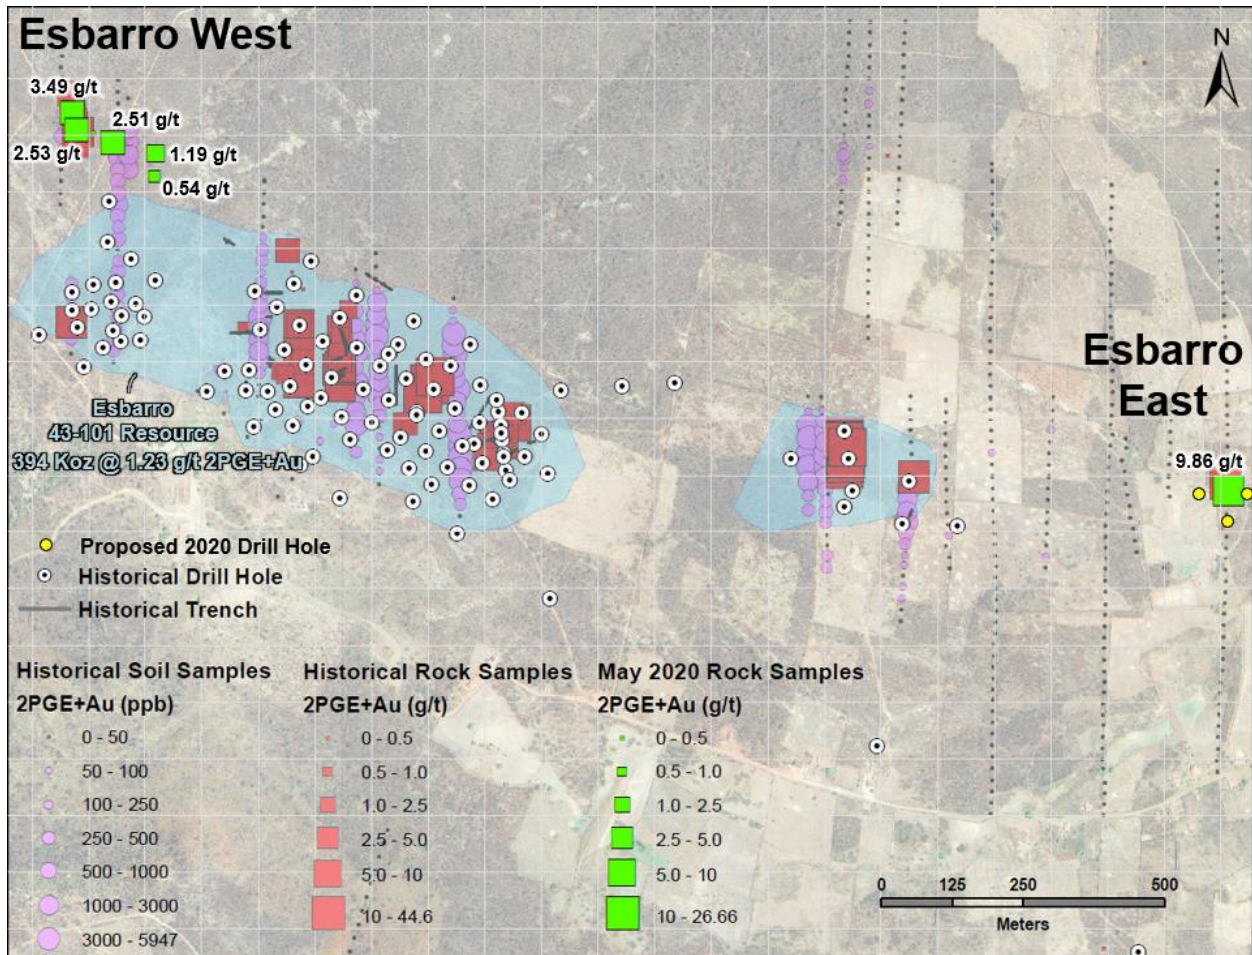 Esbarro West
N
3.49 g/t
2.51 g/t
2.53 g/t
1.19 g/t
0.54 g/t
Esbarro
East
Esbarro
43-101 Resource
394 Koz @ 1.23 g/t 2PGE+Au
9.86 g/t
Proposed 2020 Drill Hole
Historical Drill Hole
Historical Trench
Historical Soil Samples
2PGE+Au (ppb)
0 - 50
50 - 100
100 - 250
250 - 500
500 - 1000
1000 - 3000
3000 - 5947
Historical Rock Samples
2PGE+Au (g/t)
0 - 0.5
0.5 - 1.0
1.0 - 2.5
2.5 - 5.0
5.0 - 10
10 - 44.6
May 2020 Rock Samples
2PGE+Au (g/t)
0 - 0.5
0.5 - 1.0
1.0 - 2.5
2.5 - 5.0
5.0 - 10
10 - 26.66
0 125 250 500
Meters